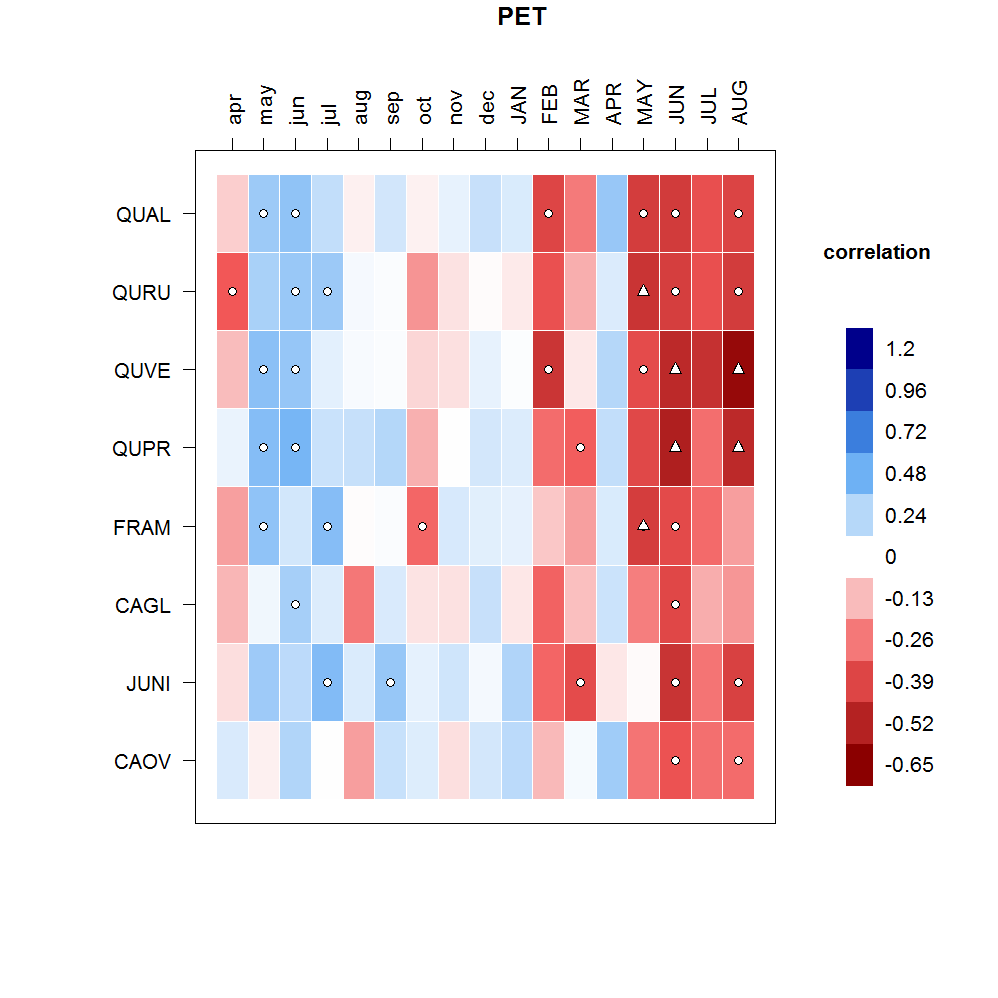 PET
apr may jun jul aug sep oct nov dec JAN FEB MAR APR MAY JUN JUL AUG
QUAL
QURU
QUVE
QUPR
FRAM
CAGL
JUNI
CAOV
correlation
1.2
0.96
0.72
0.48
0.24
0
-0.13
-0.26
-0.39
-0.52
-0.65